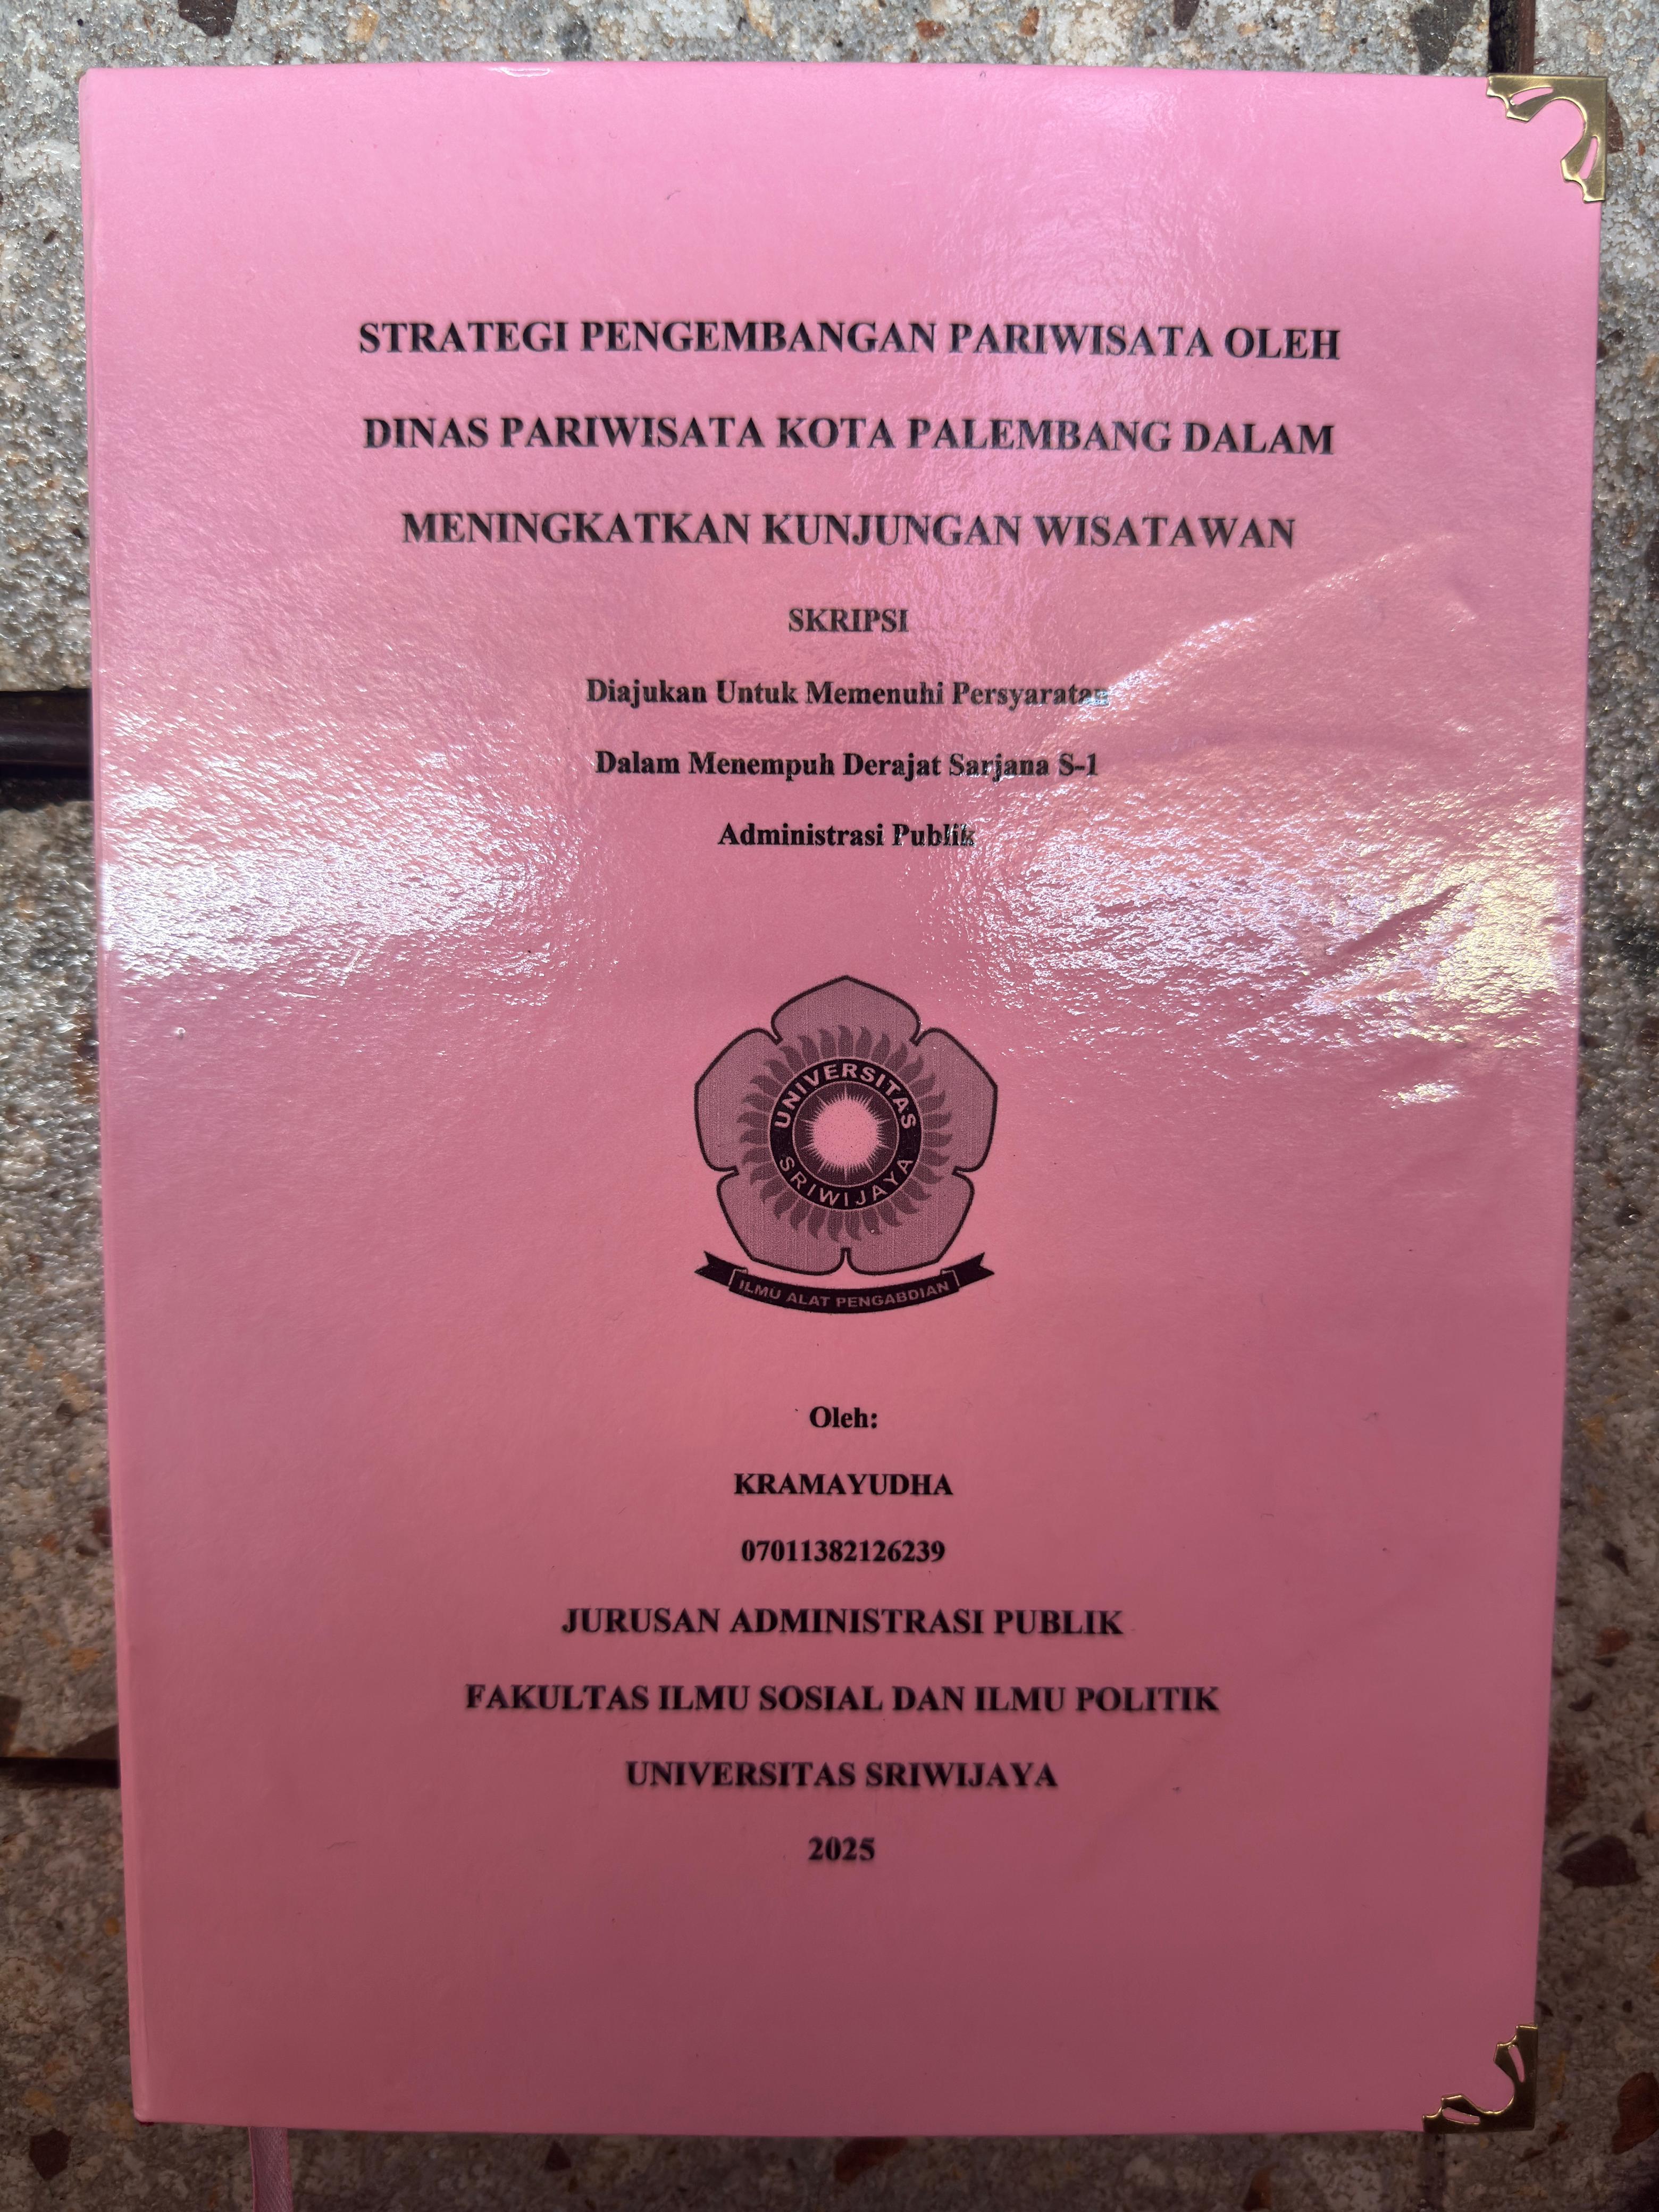 STRATEGI PENGEMBANGAN PARIWISATA OLEH
DINAS PARIWISATA KOTA PALEMBANG DALAM
MENINGKATKAN KUNJUNGAN WISATAWAN
SKRIPSI
Diajukan Untuk Memenuhi Persyaratan
Dalam Menempuh Derajat Sarjana S-1
Administrasi Publik
UNIVERSITAS
SRIWIJAYA
ILMU ALAT PENGABDIAN
Oleh:
KRAMAYUDHA
07011382126239
JURUSAN ADMINISTRASI PUBLIK
FAKULTAS ILMU SOSIAL DAN ILMU POLITIK
UNIVERSITAS SRIWIJAYA
2025